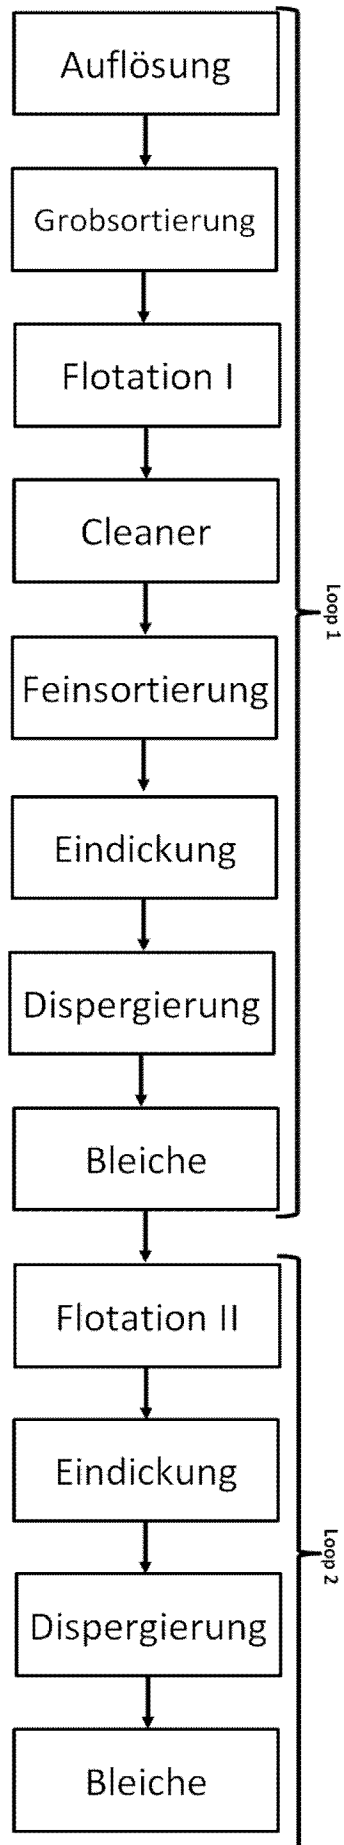 Auflösung
Grobsortierung
Flotation I
Cleaner
Feinsortierung
Eindickung
Dispergierung
Bleiche
Loop 1
Flotation II
Eindickung
Dispergierung
Bleiche
Loop 2